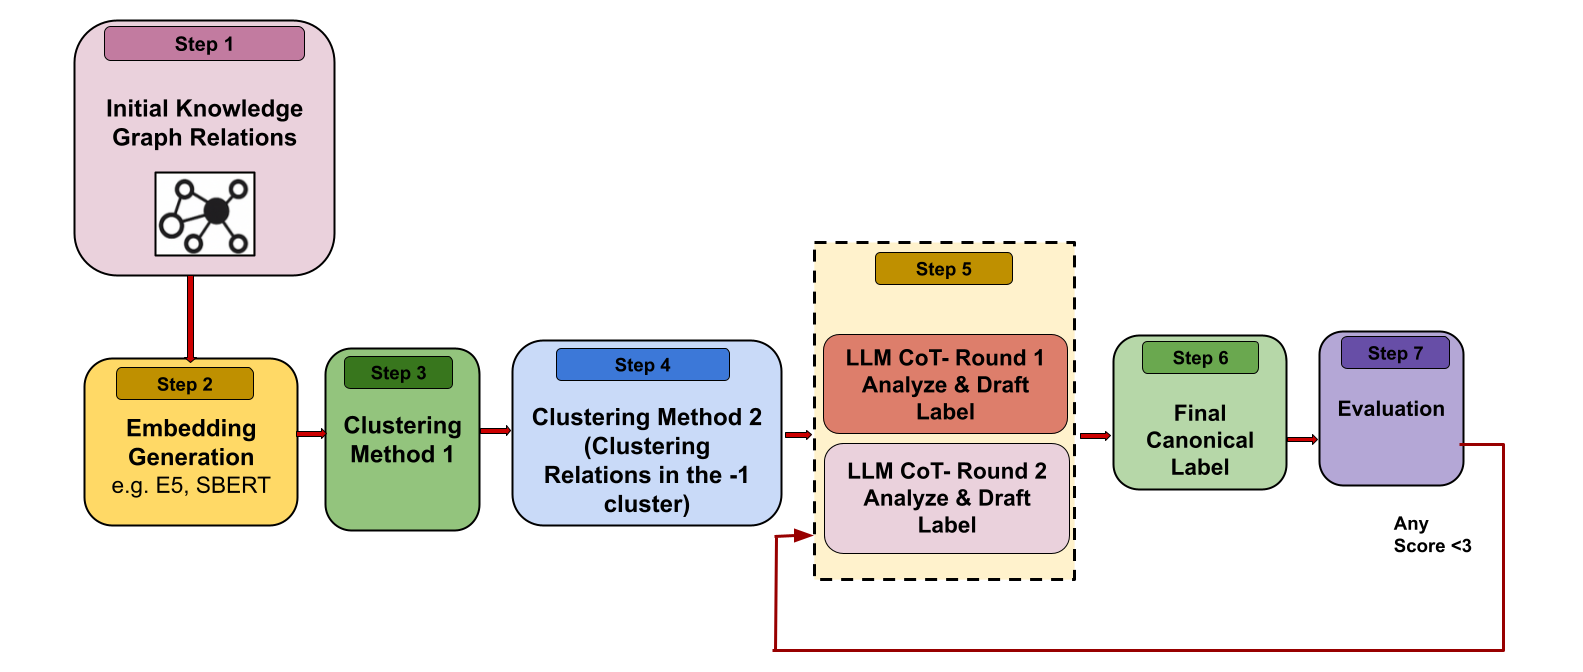 Step 1
Initial Knowledge
Graph Relations
Step 2
Embedding
Generation
e.g. E5, SBERT
Step 3
Clustering
Method 1
Step 4
Clustering Method 2
(Clustering
Relations in the -1
cluster)
Step 5
LLM CoT- Round 1
Analyze & Draft
Label
LLM CoT- Round 2
Analyze & Draft
Label
Step 6
Final
Canonical
Label
Step 7
Evaluation
Any
Score <3